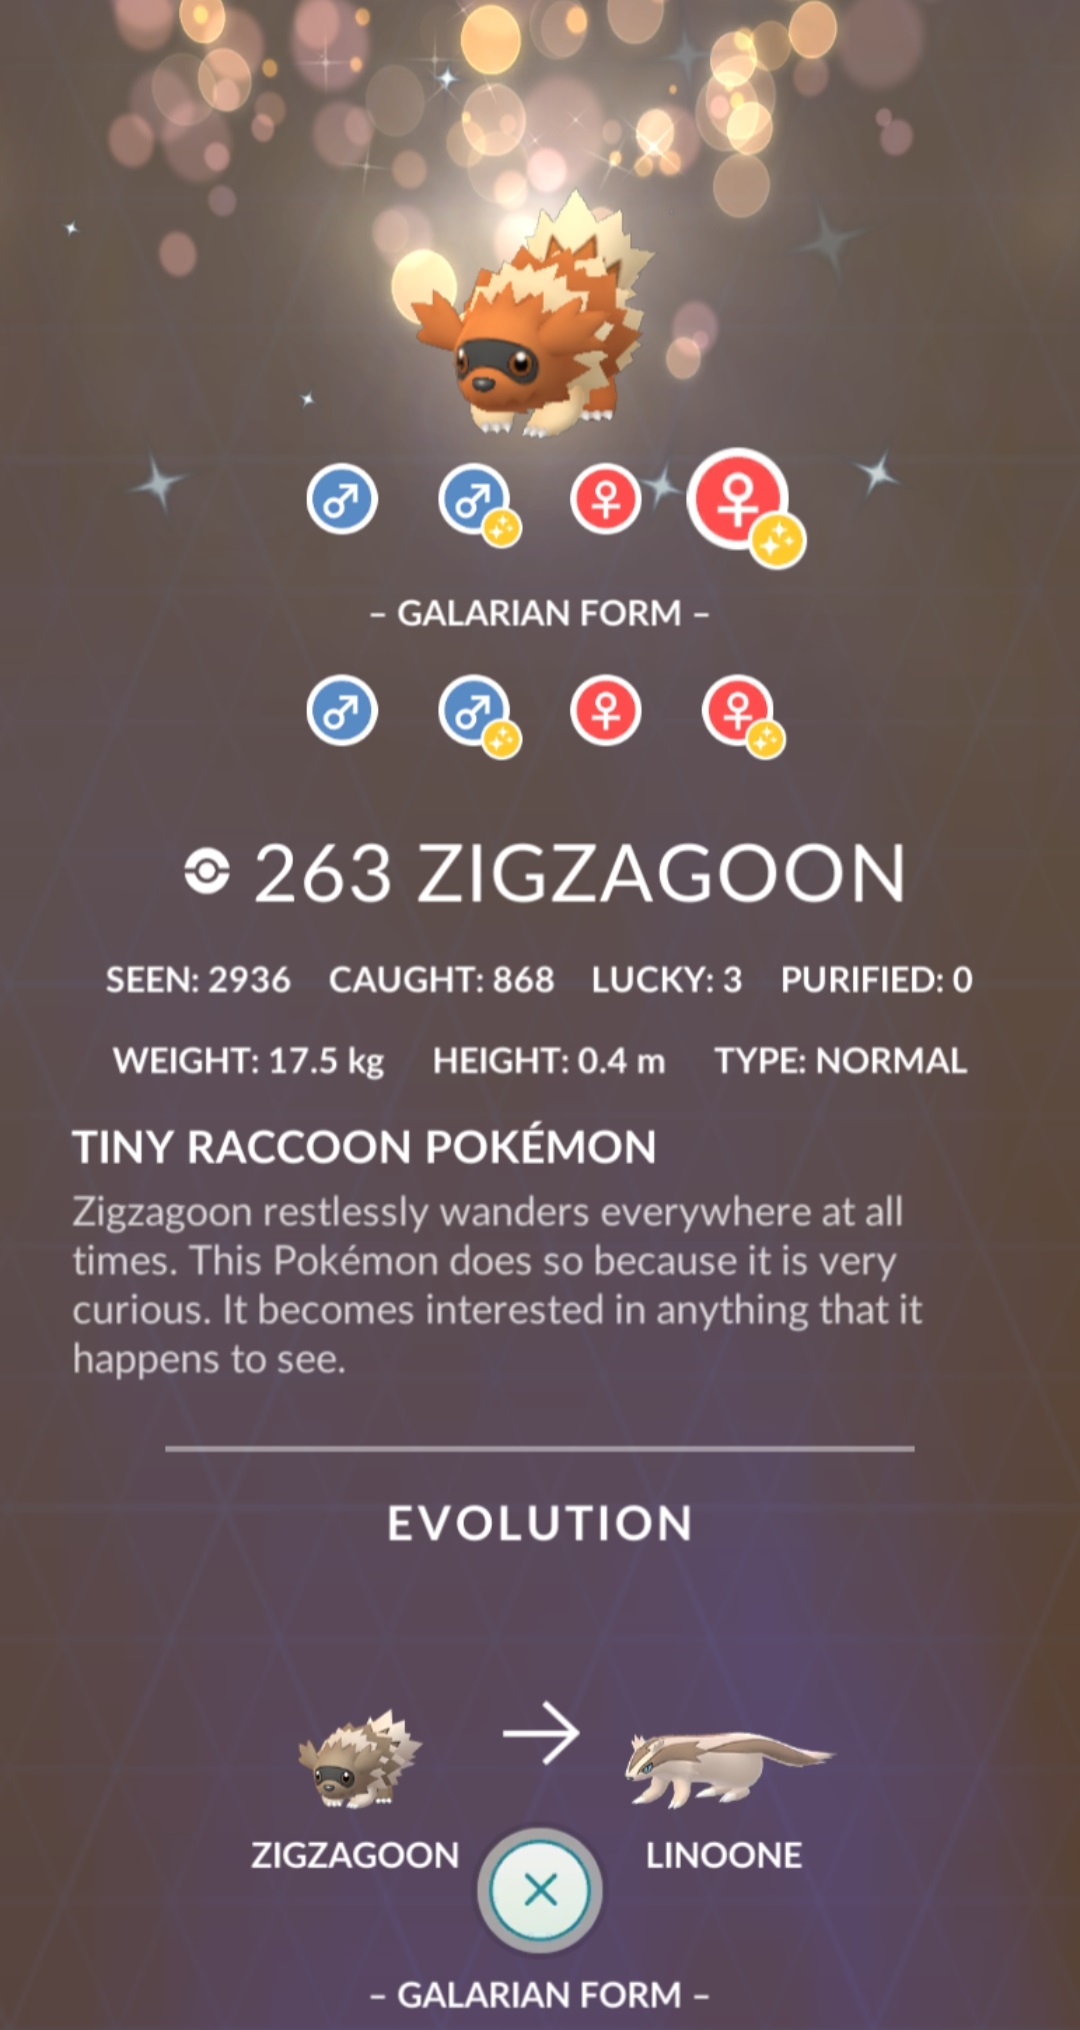 – GALARIAN FORM –
263 ZIGZAGOON
SEEN: 2936 CAUGHT: 868 LUCKY: 3 PURIFIED: 0
WEIGHT: 17.5 kg HEIGHT: 0.4 m TYPE: NORMAL
TINY RACCOON POKÉMON
Zigzagoon restlessly wanders everywhere at all
times. This Pokémon does so because it is very
curious. It becomes interested in anything that it
happens to see.
EVOLUTION
ZIGZAGOON LINOONE
– GALARIAN FORM –